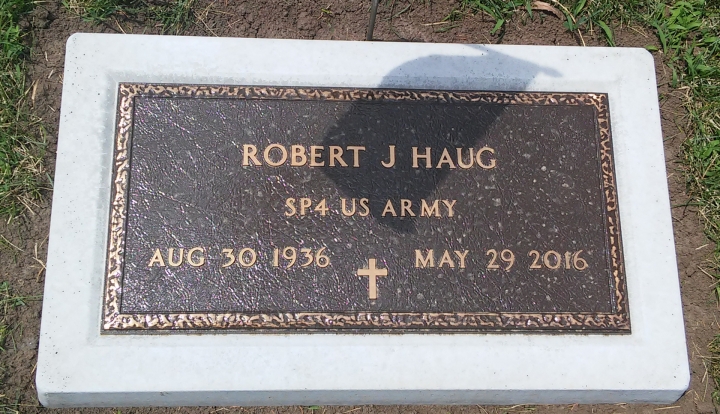 ROBERT J HAUG
SP4 US ARMY
AUG 30 1936 MAY 29 2016